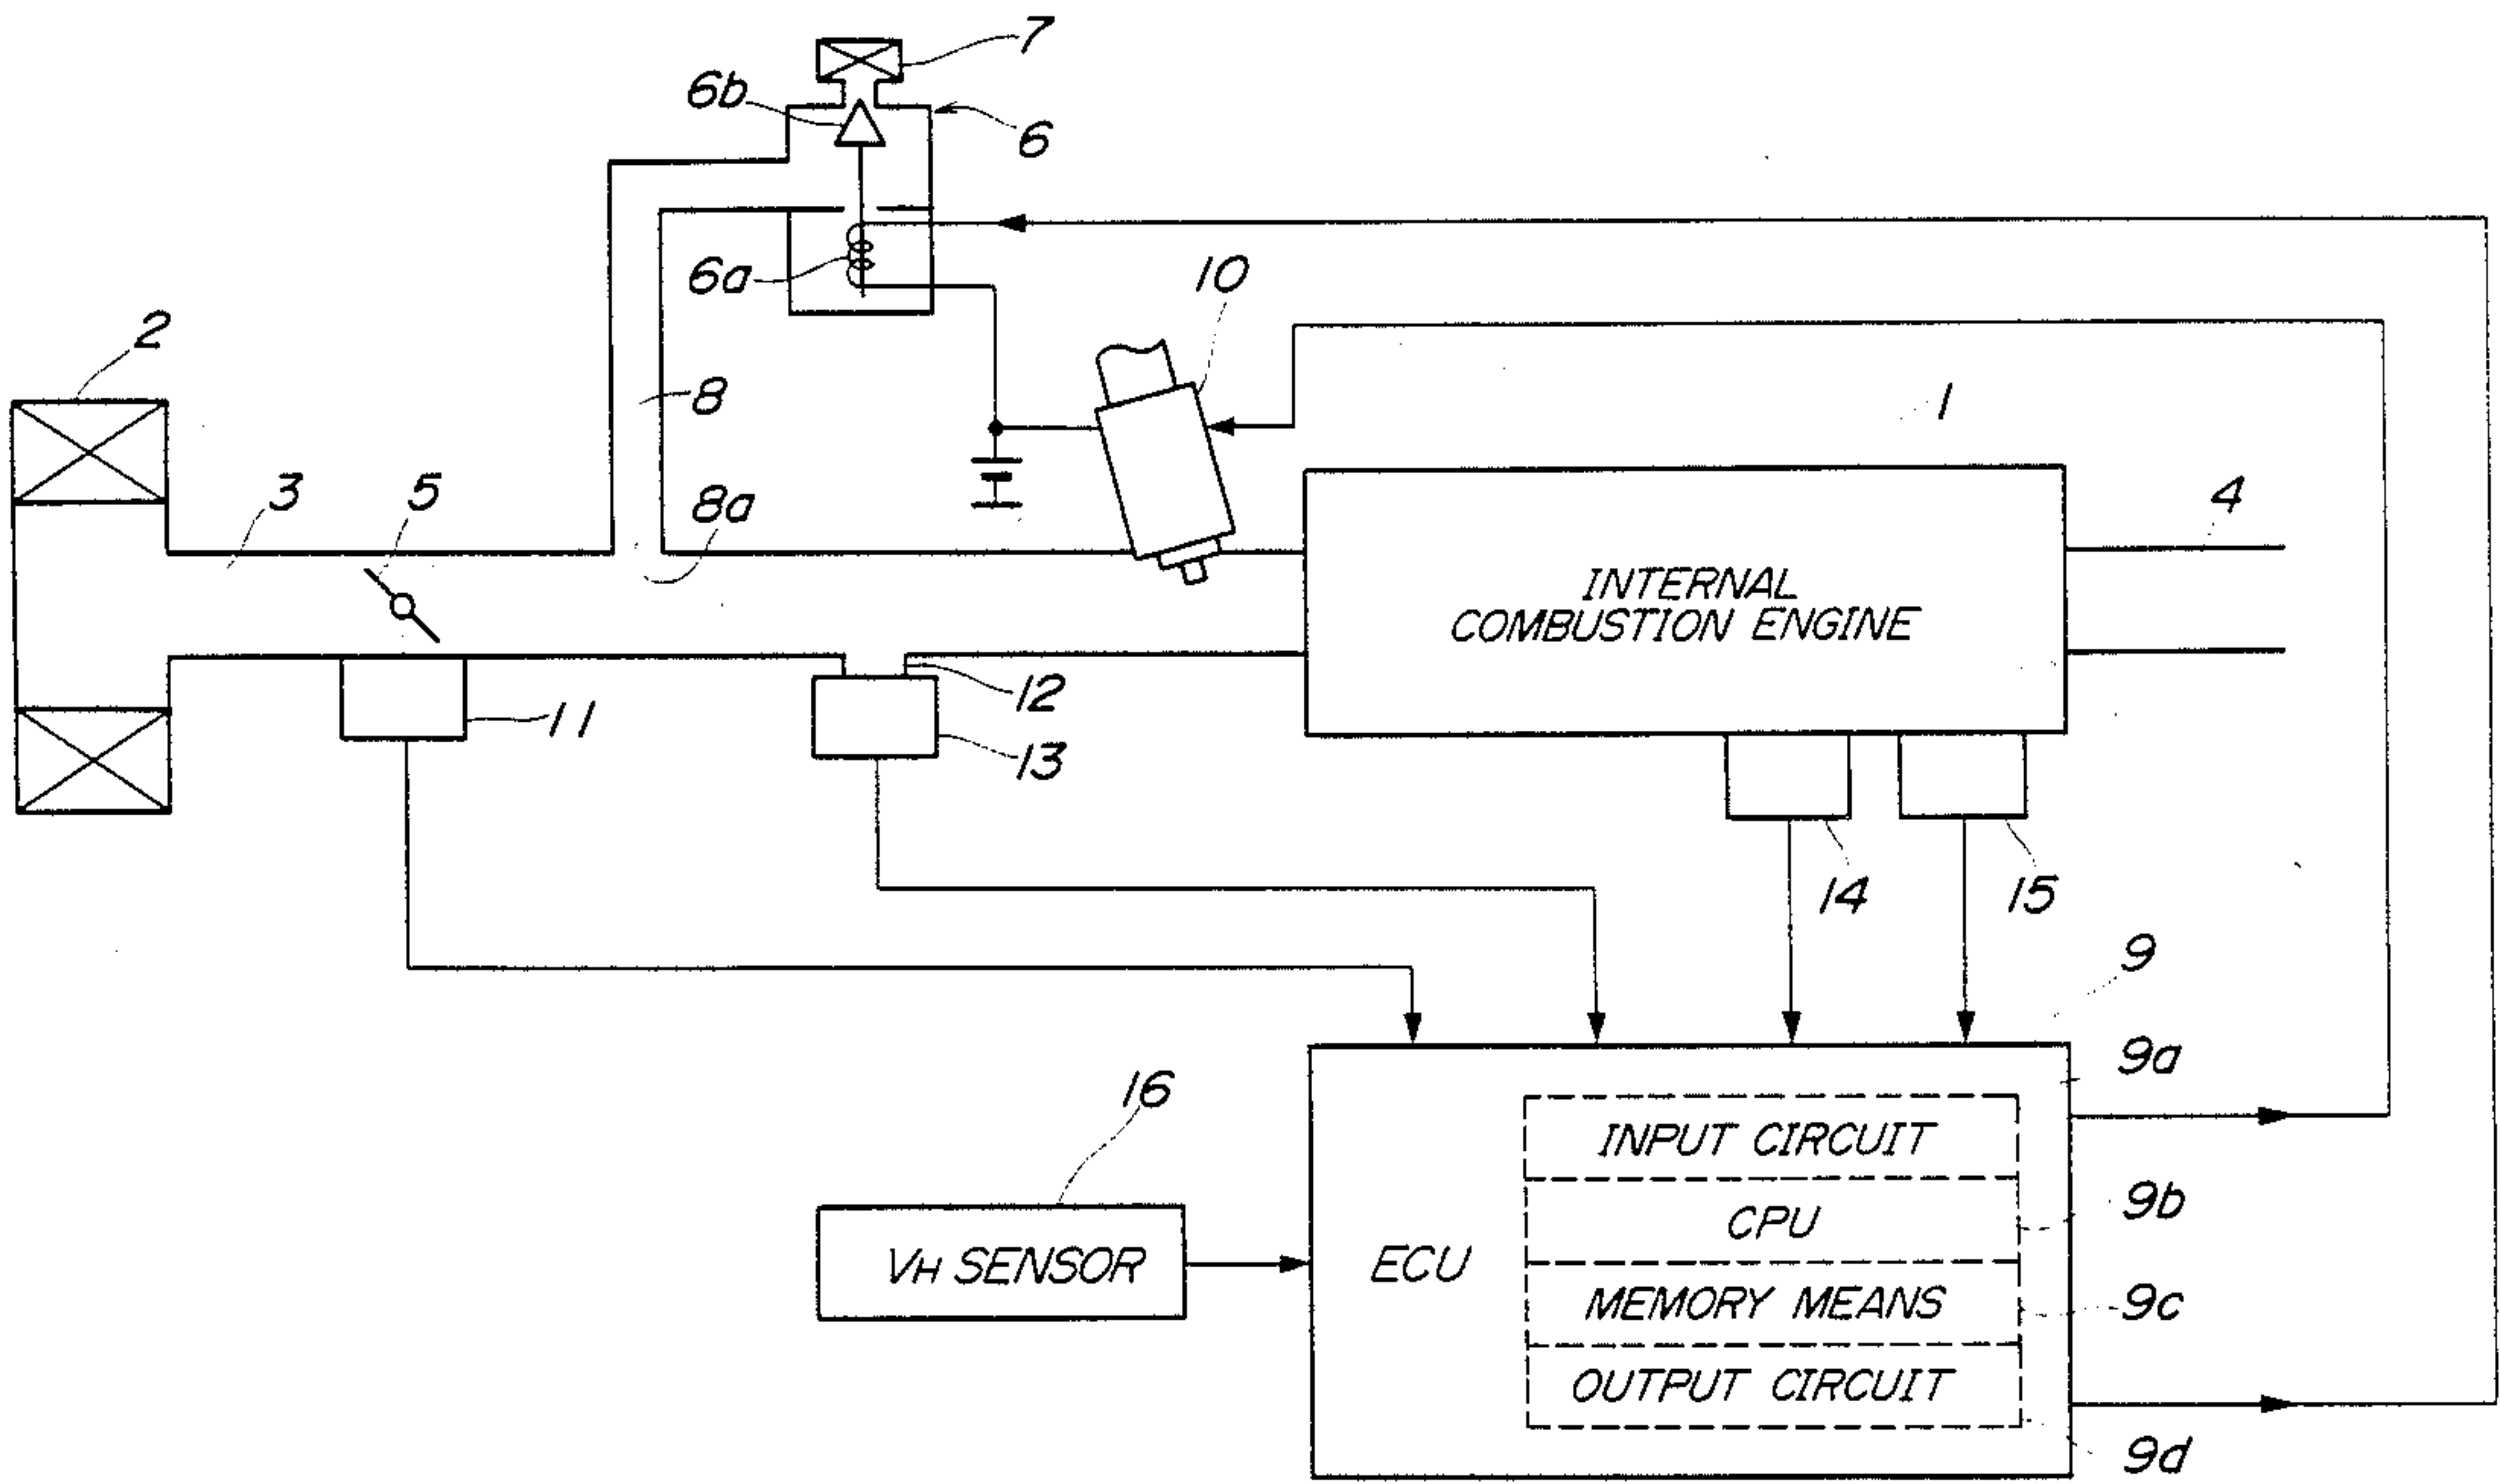 7
6b
6
6a
10
2
8
1
3
5
8a
4
INTERNAL
COMBUSTION ENGINE
12
11
13
14
15
9
9a
16
INPUT CIRCUIT
9b
CPU
VH SENSOR
ECU
MEMORY MEANS
9c
OUTPUT CIRCUIT
9d